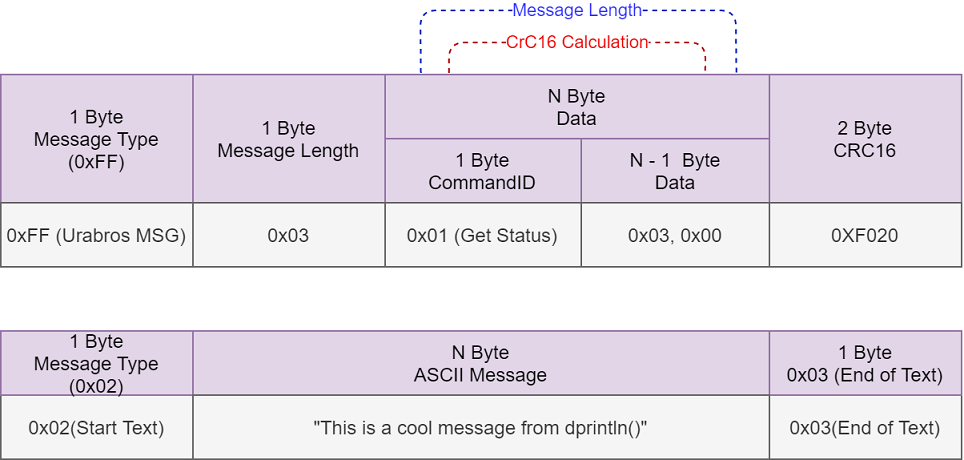 Message Length
CrC16 Calculation
1 Byte
Message Type
(0xFF)
1 Byte
Message Length
N Byte
Data
1 Byte
CommandID
N - 1 Byte
Data
2 Byte
CRC16
0xFF (Urabros MSG)
0x03
0x01 (Get Status)
0x03, 0x00
0XF020
1 Byte
Message Type
(0x02)
N Byte
ASCII Message
1 Byte
0x03 (End of Text)
0x02(Start Text)
"This is a cool message from dprintln()"
0x03(End of Text)